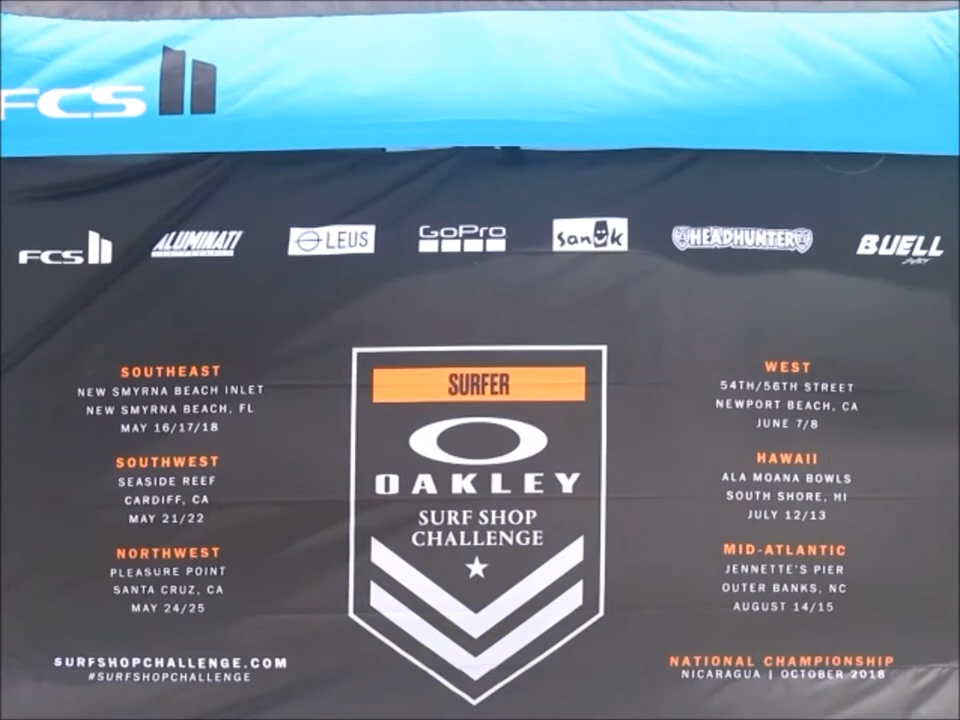 FCS
FCS
ALUMINATI
LEUS
GoPro
sanuk
HEADHUNTER
BUELL
SOUTHEAST
NEW SMYRNA BEACH INLET
NEW SMYRNA BEACH, FL
MAY 16/17/18
SOUTHWEST
SEASIDE REEF
CARDIFF, CA
MAY 21/22
NORTHWEST
PLEASURE POINT
SANTA CRUZ, CA
MAY 24/25
SURFSHOPCHALLENGE.COM
#SURFSHOPCHALLENGE
SURFER
OAKLEY
SURF SHOP
CHALLENGE
WEST
54TH/56TH STREET
NEWPORT BEACH, CA
JUNE 7/8
HAWAII
ALA MOANA BOWLS
SOUTH SHORE, HI
JULY 12/13
MID-ATLANTIC
JENNETTE'S PIER
OUTER BANKS, NC
AUGUST 14/15
NATIONAL CHAMPIONSHIP
NICARAGUA | OCTOBER 2018